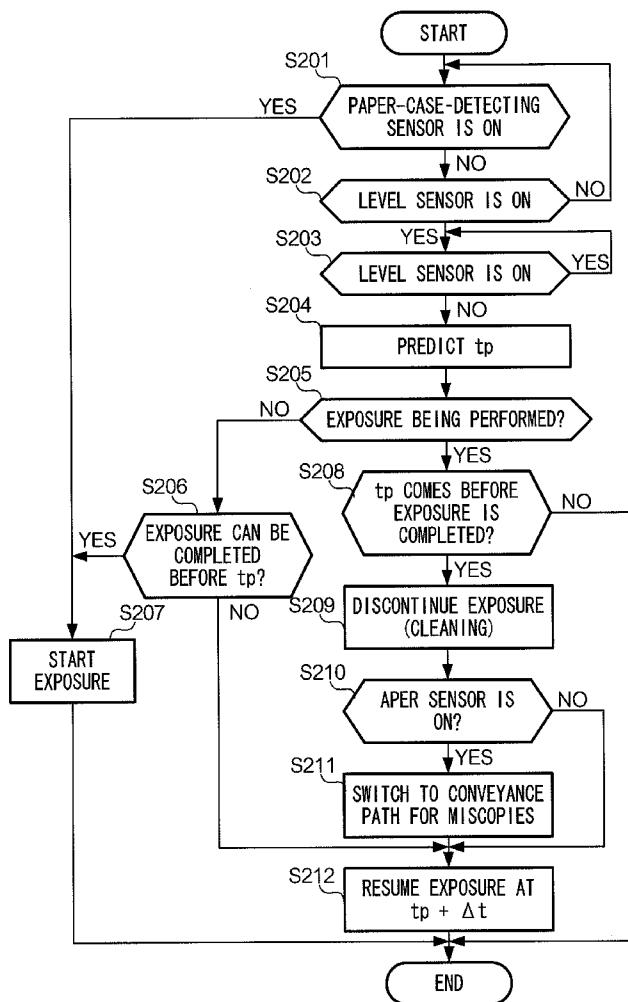 START
S201
PAPER-CASE-DETECTING
SENSOR IS ON
YES
NO
S202
LEVEL SENSOR IS ON
NO
YES
S203
LEVEL SENSOR IS ON
YES
NO
S204
PREDICT tp
S205
EXPOSURE BEING PERFORMED?
NO
YES
S208
tp COMES BEFORE
EXPOSURE IS
COMPLETED?
NO
YES
S206
EXPOSURE CAN BE
COMPLETED
BEFORE tp?
YES
NO
S207
START
EXPOSURE
S209
DISCONTINUE EXPOSURE
(CLEANING)
S210
APER SENSOR IS
ON?
NO
YES
S211
SWITCH TO CONVEYANCE
PATH FOR MISCOPIES
S212
RESUME EXPOSURE AT
tp + Δt
END